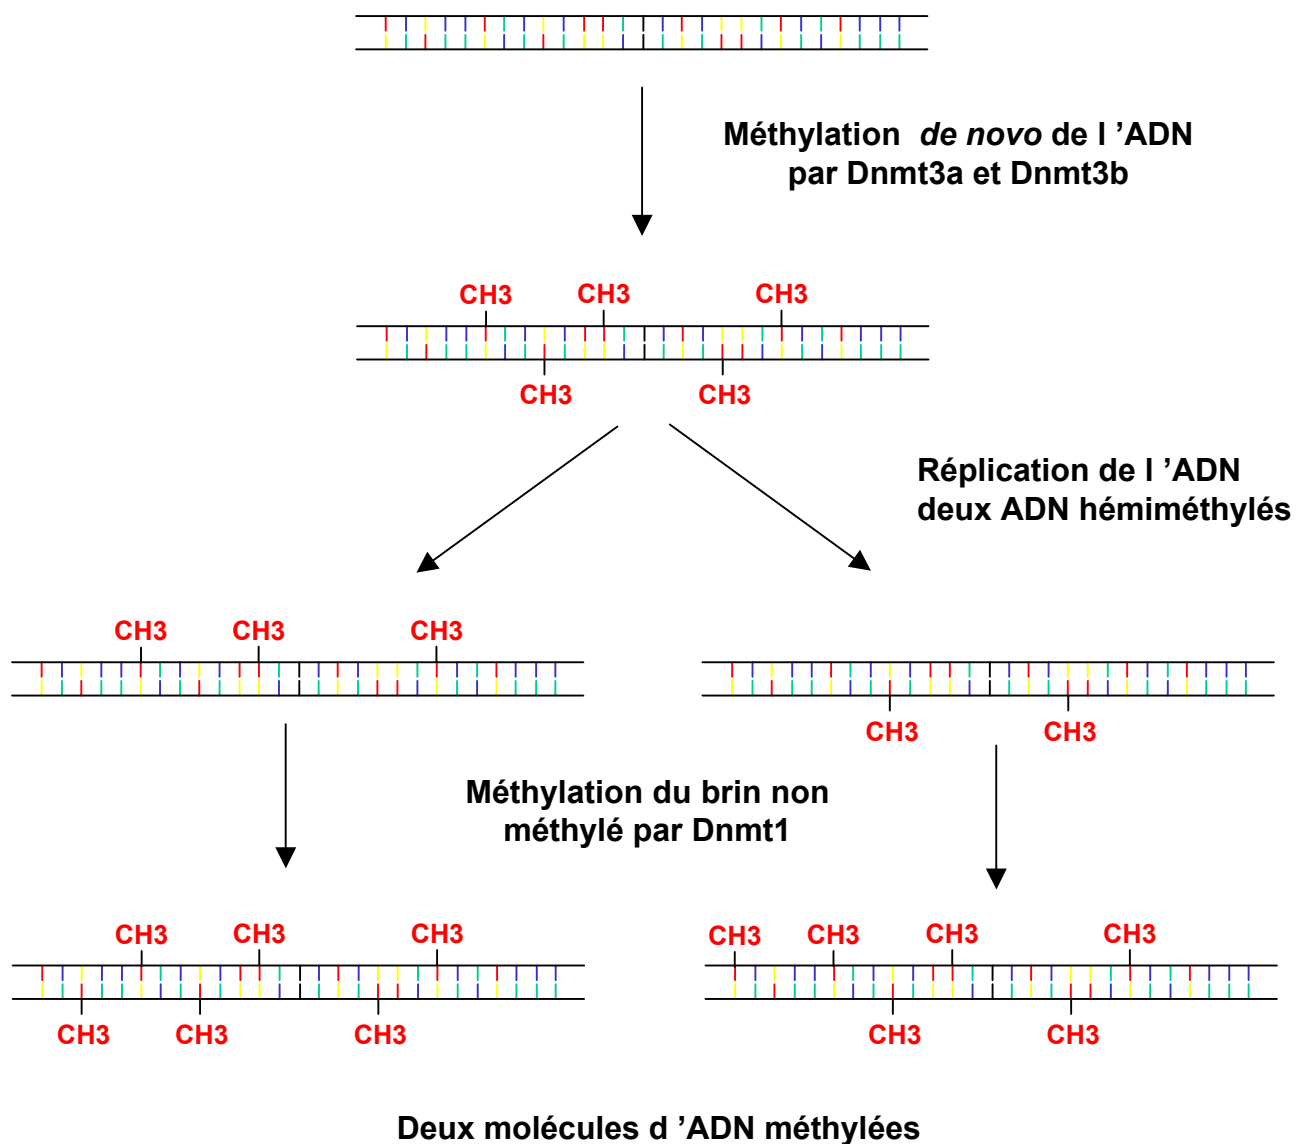 Méthylation de novo de l ’ADN
par Dnmt3a et Dnmt3b
CH3 CH3 CH3
CH3 CH3
Réplication de l ’ADN
deux ADN hémiméthylés
CH3 CH3 CH3
CH3 CH3
Méthylation du brin non
méthylé par Dnmt1
CH3 CH3 CH3 CH3 CH3 CH3 CH3
CH3 CH3 CH3 CH3 CH3
Deux molécules d ’ADN méthylées